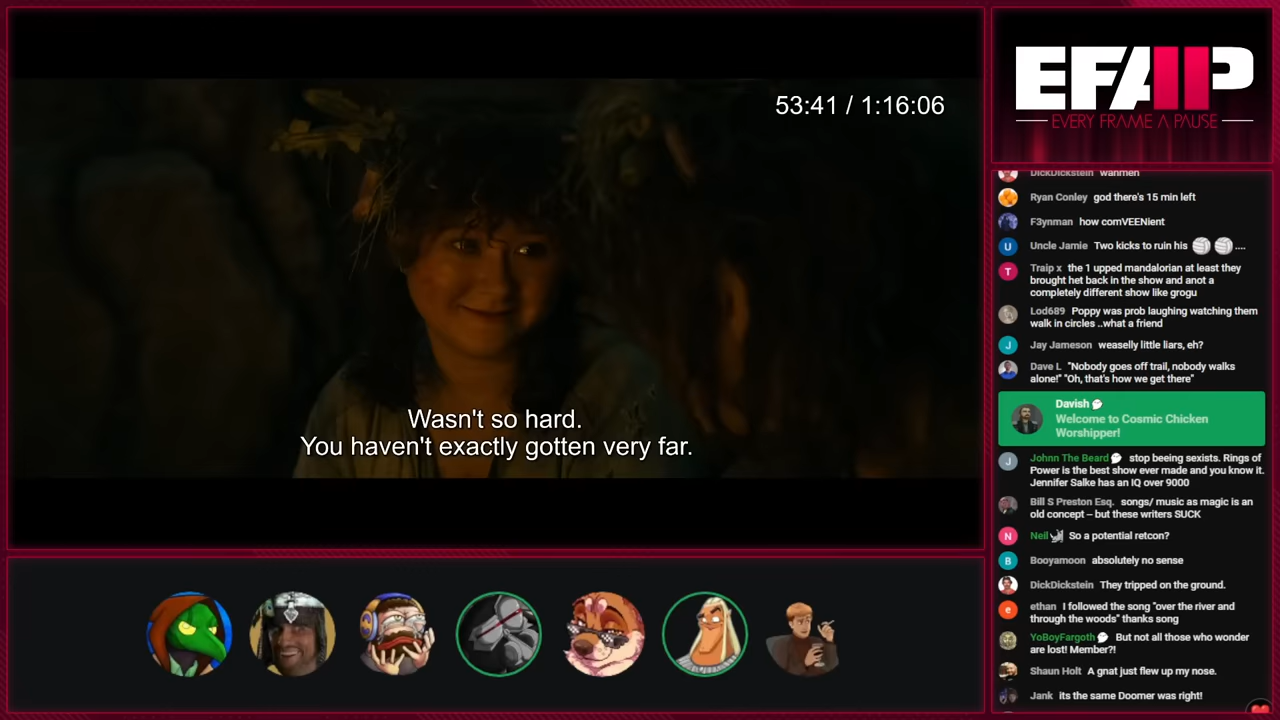 53:41 / 1:16:06
Wasn't so hard.
You haven't exactly gotten very far.
EFAP
EVERY FRAME A PAUSE
DickDickstein wanmen
Ryan Conley god there's 15 min left
F3ynman how comVEENient
U Uncle Jamie Two kicks to ruin his ....
T Traip x the 1 upped mandalorian at least they
brought het back in the show and anot a
completely different show like grogu
Lod689 Poppy was prob laughing watching them
walk in circles ..what a friend
J Jay Jameson weaselly little liars, eh?
Dave L "Nobody goes off trail, nobody walks
alone!" "Oh, that's how we get there"
Davish
Welcome to Cosmic Chicken
Worshipper!
J Johnn The Beard stop beeing sexists. Rings of
Power is the best show ever made and you know it.
Jennifer Salke has an IQ over 9000
Bill S Preston Esq. songs/ music as magic is an
old concept – but these writers SUCK
N Neil So a potential retcon?
B Booyamoon absolutely no sense
DickDickstein They tripped on the ground.
e ethan I followed the song "over the river and
through the woods" thanks song
YoBoyFargoth But not all those who wonder
are lost! Member?!
Shaun Holt A gnat just flew up my nose.
Jank its the same Doomer was right!